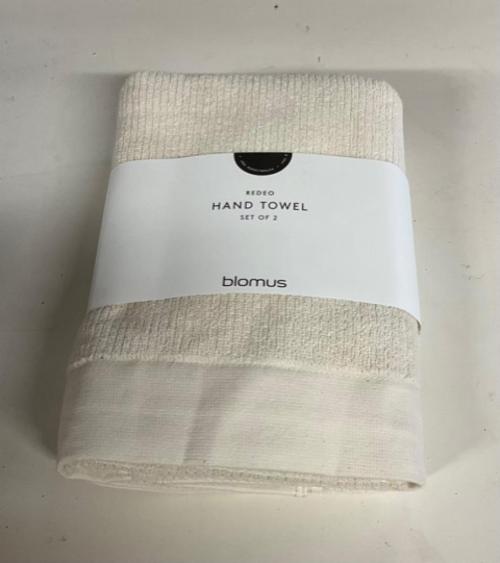 REDEO
HAND TOWEL
SET OF 2
blomus